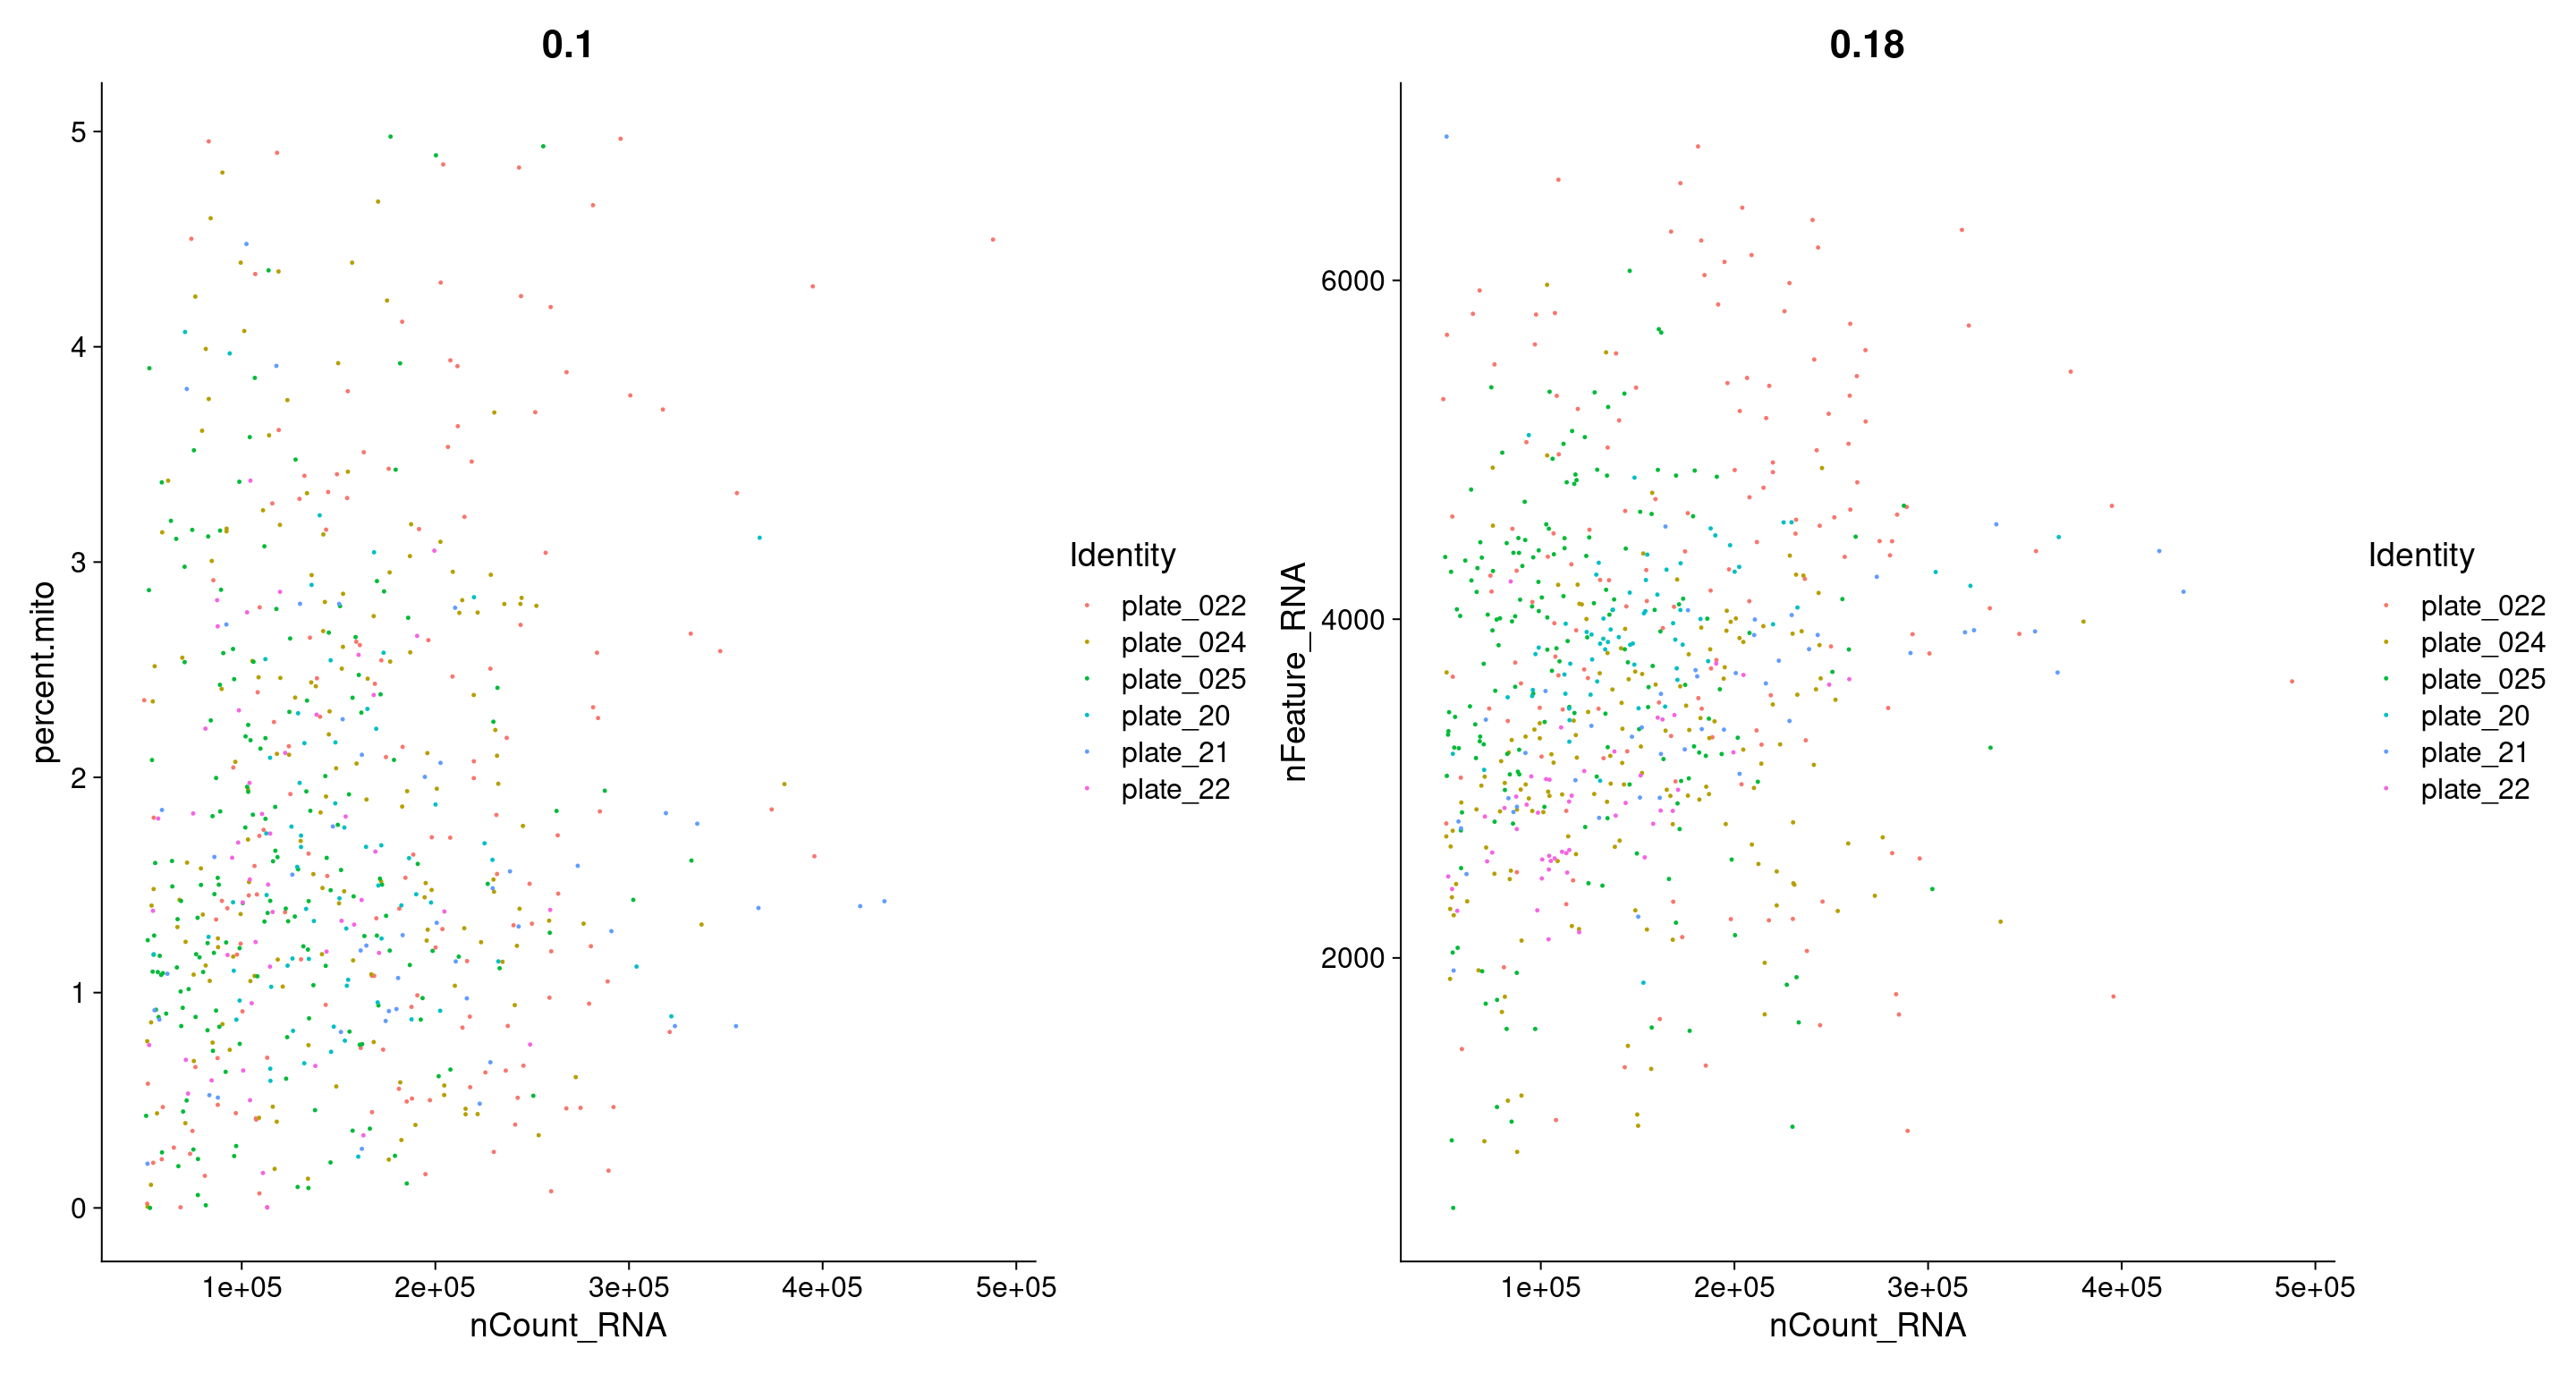 0.1
5
4
3
2
1
0
percent.mito
1e+05
2e+05
3e+05
4e+05
5e+05
nCount_RNA
Identity
plate_022
plate_024
plate_025
plate_20
plate_21
plate_22
0.18
6000
4000
2000
nFeature_RNA
1e+05
2e+05
3e+05
4e+05
5e+05
nCount_RNA
Identity
plate_022
plate_024
plate_025
plate_20
plate_21
plate_22